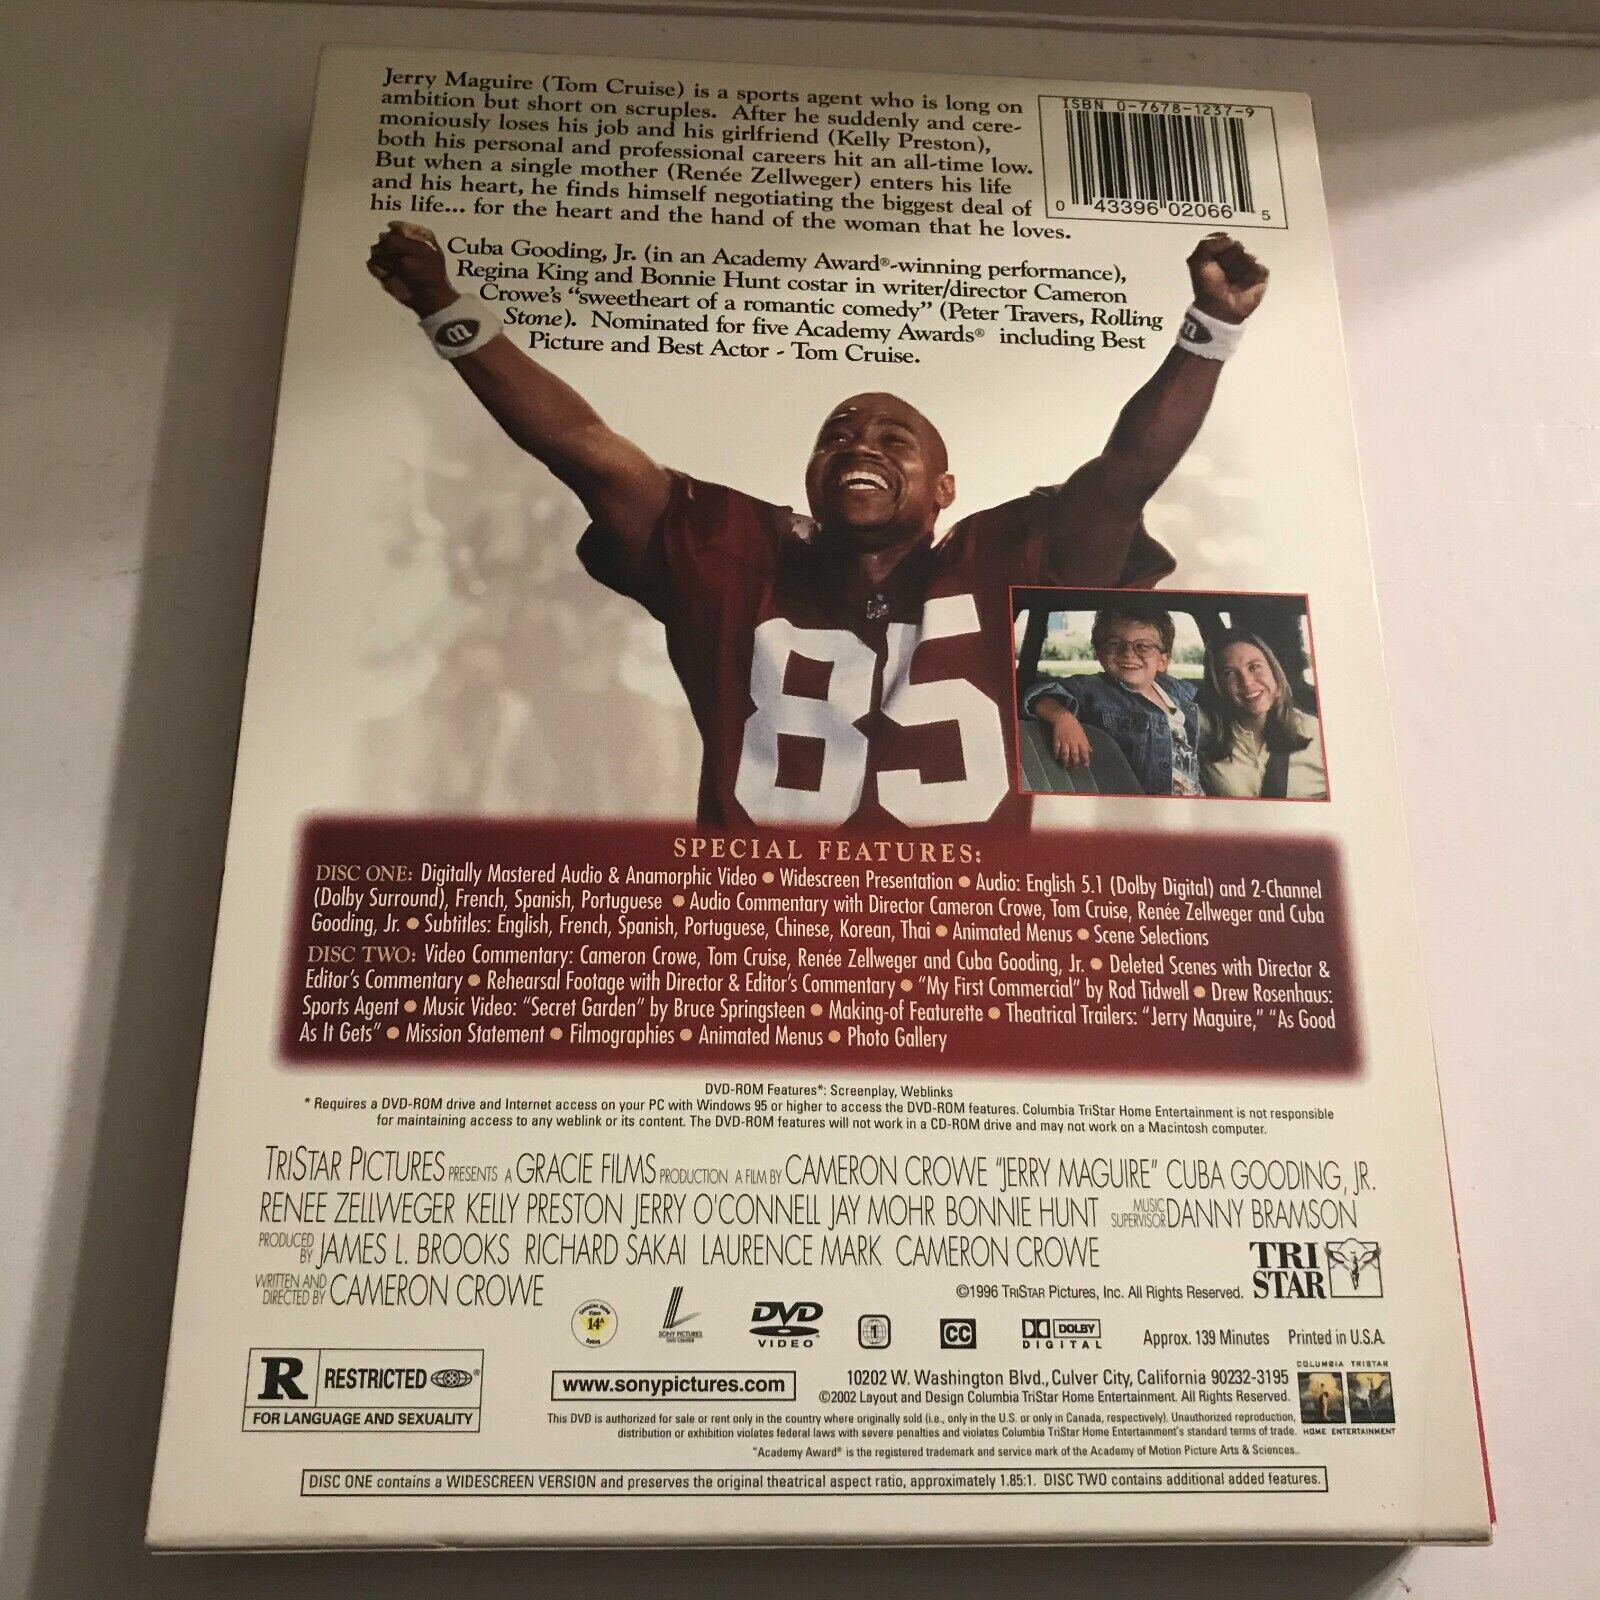 Jerry Maguire (Tom Cruise) is a sports agent who is long on
ambition but short on scruples. After he suddenly and cere-
moniously loses his job and his girlfriend (Kelly Preston),
both his personal and professional careers hit an all-time low.
But when a single mother (Renée Zellweger) enters his life
and his heart, he finds himself negotiating the biggest deal of
his life... for the heart and the hand of the woman that he loves.
ISBN 0-7678-1237-9
0 43396 02066 5
Cuba Gooding, Jr. (in an Academy Award®-winning performance),
Regina King and Bonnie Hunt costar in writer/director Cameron
Crowe's "sweetheart of a romantic comedy" (Peter Travers, Rolling
Stone). Nominated for five Academy Awards® including Best
Picture and Best Actor - Tom Cruise.
m
m
NFL
85
SPECIAL FEATURES:
DISC ONE: Digitally Mastered Audio & Anamorphic Video • Widescreen Presentation • Audio: English 5.1 (Dolby Digital) and 2-Channel
(Dolby Surround), French, Spanish, Portuguese • Audio Commentary with Director Cameron Crowe, Tom Cruise, Renée Zellweger and Cuba
Gooding, Jr. • Subtitles: English, French, Spanish, Portuguese, Chinese, Korean, Thai • Animated Menus • Scene Selections
DISC TWO: Video Commentary: Cameron Crowe, Tom Cruise, Renée Zellweger and Cuba Gooding, Jr. • Deleted Scenes with Director &
Editor's Commentary • Rehearsal Footage with Director & Editor's Commentary • "My First Commercial" by Rod Tidwell • Drew Rosenhaus:
Sports Agent • Music Video: "Secret Garden" by Bruce Springsteen • Making-of Featurette • Theatrical Trailers: "Jerry Maguire," "As Good
As It Gets" • Mission Statement • Filmographies • Animated Menus • Photo Gallery
DVD-ROM Features*: Screenplay, Weblinks
* Requires a DVD-ROM drive and Internet access on your PC with Windows 95 or higher to access the DVD-ROM features. Columbia TriStar Home Entertainment is not responsible
for maintaining access to any weblink or its content. The DVD-ROM features will not work in a CD-ROM drive and may not work on a Macintosh computer.
TRISTAR PICTURES PRESENTS A GRACIE FILMS PRODUCTION A FILM BY CAMERON CROWE "JERRY MAGUIRE" CUBA GOODING, JR.
RENEE ZELLWEGER KELLY PRESTON JERRY O'CONNELL JAY MOHR BONNIE HUNT MUSIC SUPERVISOR DANNY BRAMSON
PRODUCED BY JAMES L. BROOKS RICHARD SAKAI LAURENCE MARK CAMERON CROWE
WRITTEN AND DIRECTED BY CAMERON CROWE
©1996 TRISTAR Pictures, Inc. All Rights Reserved.
TRI
STAR
Canadian Home
Video
14A
Rating
SONY PICTURES
DVD CENTER
DVD
VIDEO
1
CC
DOLBY
DIGITAL
Approx. 139 Minutes Printed in U.S.A.
R RESTRICTED ®
FOR LANGUAGE AND SEXUALITY
www.sonypictures.com
10202 W. Washington Blvd., Culver City, California 90232-3195
©2002 Layout and Design Columbia TriStar Home Entertainment. All Rights Reserved.
This DVD is authorized for sale or rent only in the country where originally sold (i.e., only in the U.S. or only in Canada, respectively). Unauthorized reproduction,
distribution or exhibition violates federal laws with severe penalties and violates Columbia TriStar Home Entertainment's standard terms of trade.
"Academy Award® is the registered trademark and service mark of the Academy of Motion Picture Arts & Sciences..
COLUMBIA TRISTAR
HOME ENTERTAINMENT
DISC ONE contains a WIDESCREEN VERSION and preserves the original theatrical aspect ratio, approximately 1.85:1. DISC TWO contains additional added features.